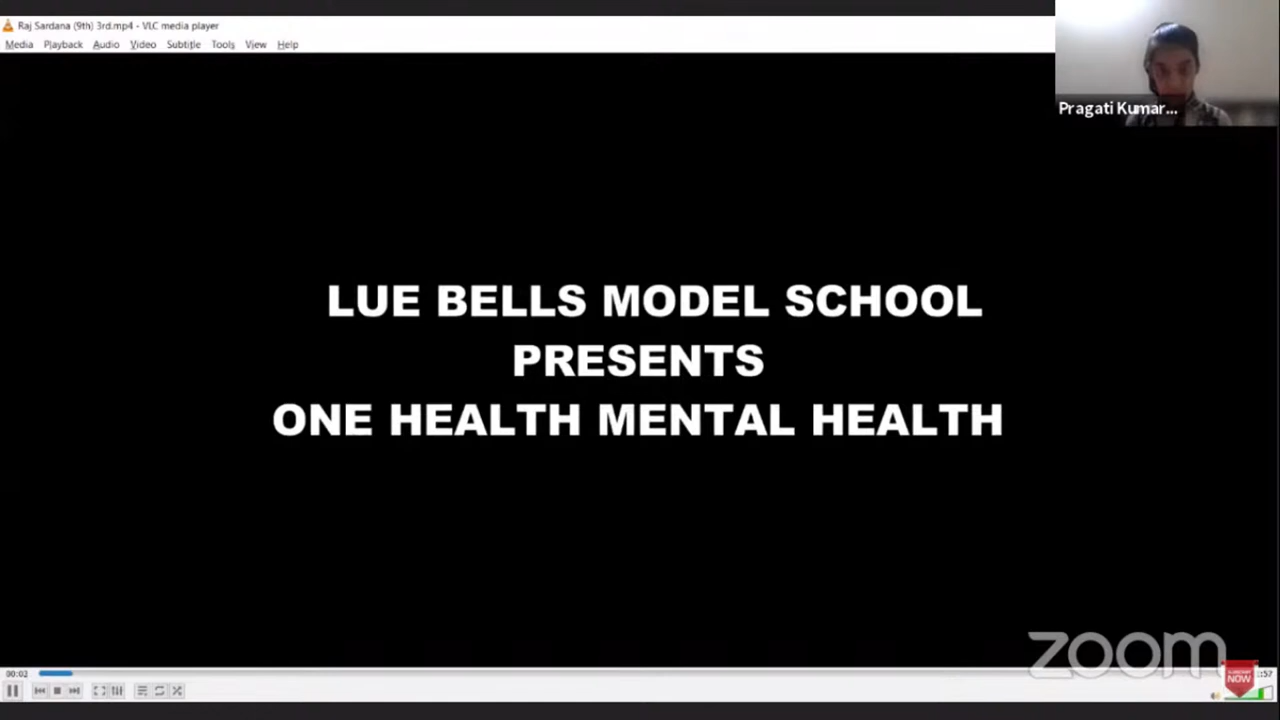 Raj Sardana (9th) 3rd.mp4 - VLC media player
Media Playback Audio Video Subtitle Tools View Help
Pragati Kumar...
LUE BELLS MODEL SCHOOL
PRESENTS
ONE HEALTH MENTAL HEALTH
zoom
00:02
NOW
:57